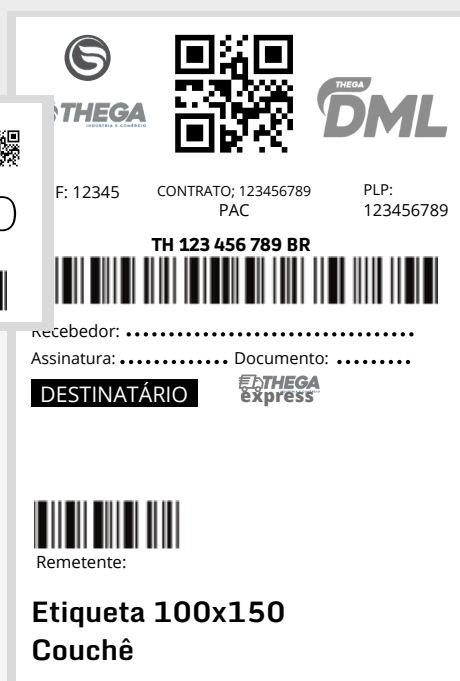 THEGA
INDÚSTRIA & COMÉRCIO
THEGA
DML
F: 12345
CONTRATO; 123456789
PAC
PLP:
123456789
TH 123 456 789 BR
Recebedor: ....................................
Assinatura: ............. Documento: .........
DESTINATÁRIO
THEGA
express
Remetente:
Etiqueta 100x150
Couchê